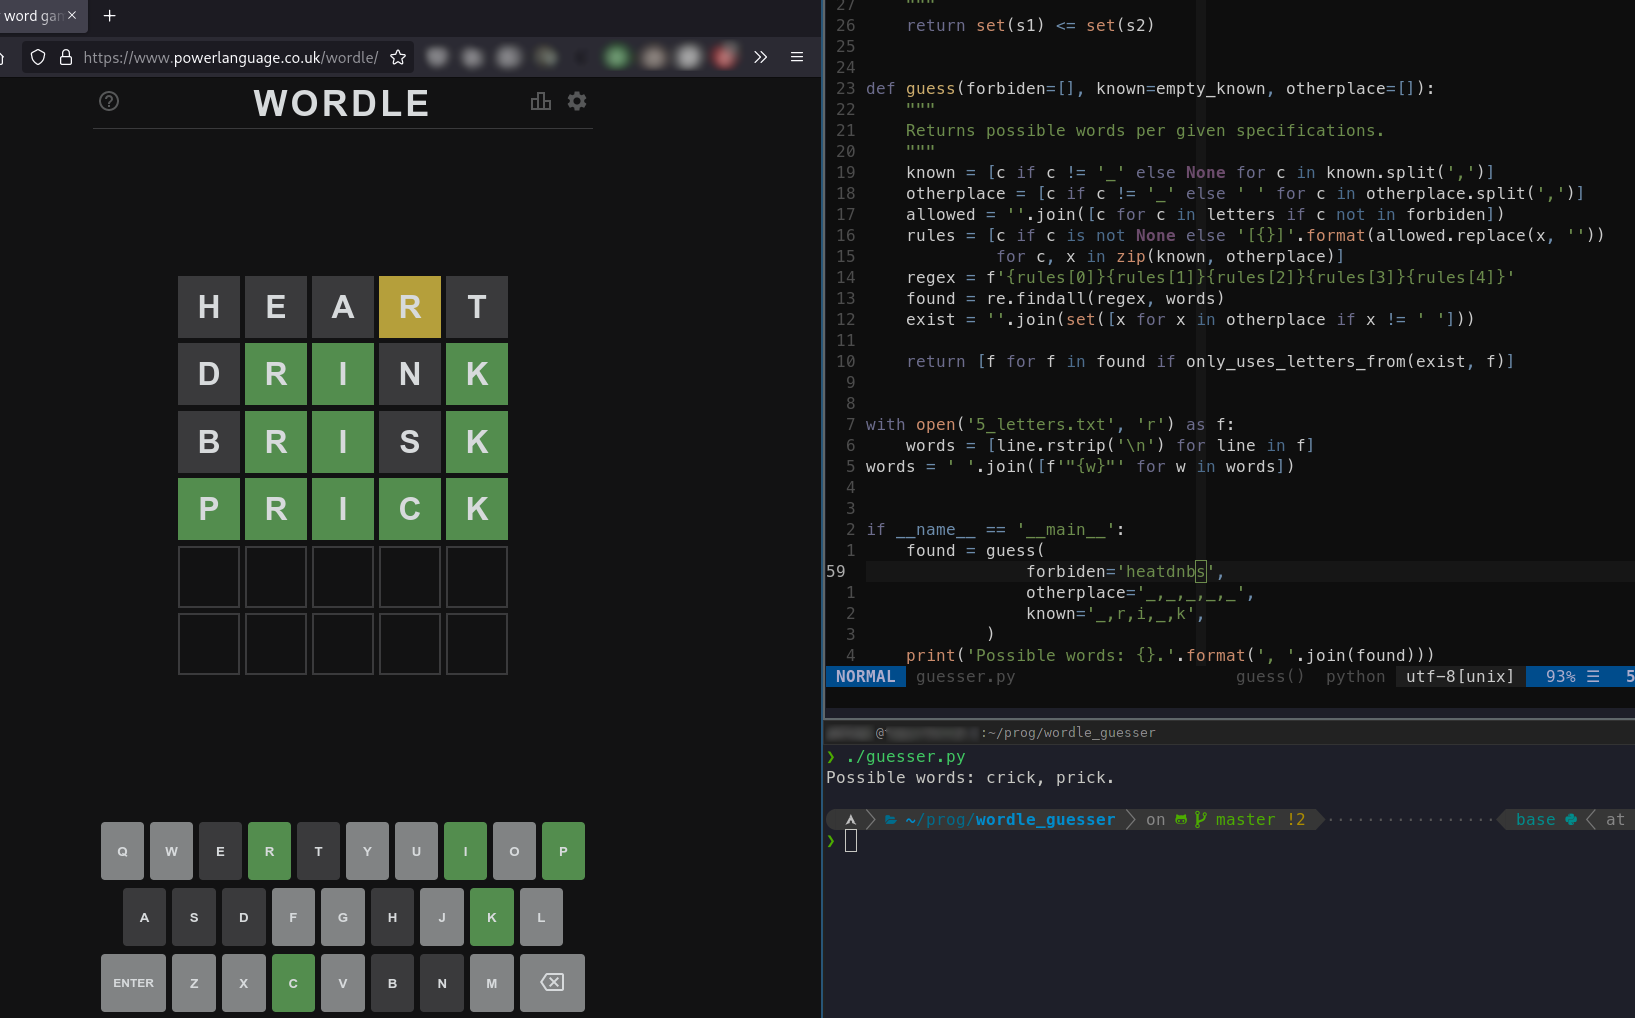 word gan
https://www.powerlanguage.co.uk/wordle/
WORDLE
H E A R T
D R I N K
B R I S K
P R I C K
Q W E R T Y U I O P
A S D F G H J K L
ENTER Z X C V B N M
27 """
26 return set(s1) <= set(s2)
25
24
23 def guess(forbiden=[], known=empty_known, otherplace=[]):
22 """
21 Returns possible words per given specifications.
20 """
19 known = [c if c != '_' else None for c in known.split(',')]
18 otherplace = [c if c != '_' else ' ' for c in otherplace.split(',')]
17 allowed = ''.join([c for c in letters if c not in forbiden])
16 rules = [c if c is not None else '[{}]'.format(allowed.replace(x, ''))
15 for c, x in zip(known, otherplace)]
14 regex = f'{rules[0]}{rules[1]}{rules[2]}{rules[3]}{rules[4]}'
13 found = re.findall(regex, words)
12 exist = ''.join(set([x for x in otherplace if x != ' ']))
11
10 return [f for f in found if only_uses_letters_from(exist, f)]
9
8
7 with open('5_letters.txt', 'r') as f:
6 words = [line.rstrip('\n') for line in f]
5 words = ' '.join([f'"{w}"' for w in words])
4
3
2 if __name__ == '__main__':
1 found = guess(
59 forbiden='heatdnbs',
1 otherplace='_,_,_,_,_',
2 known='_,r,i,_,k',
3 )
4 print('Possible words: {}.'.format(', '.join(found)))
NORMAL guesser.py guess() python utf-8[unix] 93% ☰ 5
@ :~/prog/wordle_guesser
❯ ./guesser.py
Possible words: crick, prick.
~/prog/wordle_guesser on master !2 base at
❯